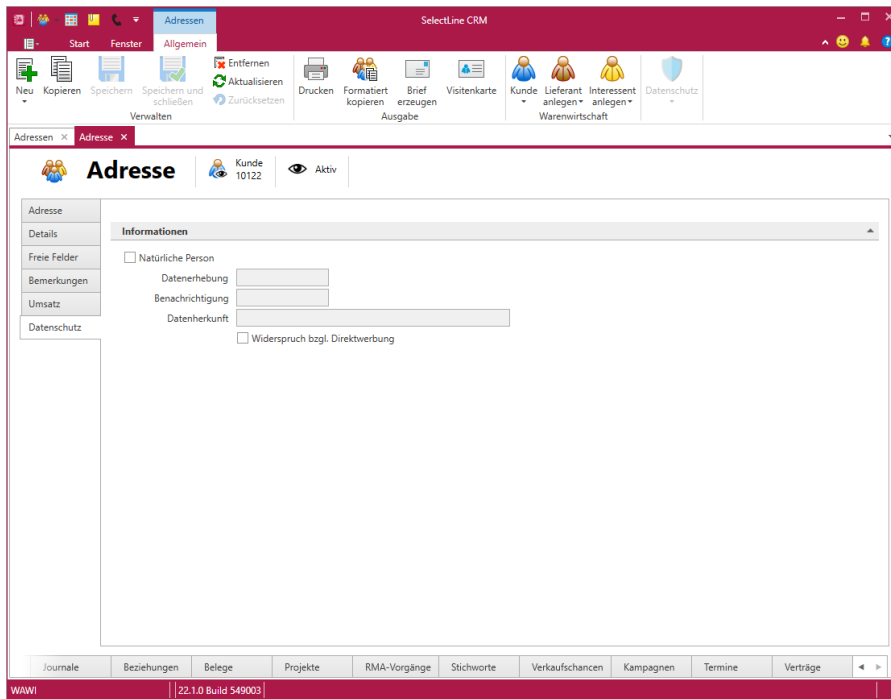 Adressen
SelectLine CRM
Start Fenster Allgemein
Neu
Kopieren
Speichern
Speichern und
schließen
Entfernen
Aktualisieren
Zurücksetzen
Verwalten
Drucken
Formatiert
kopieren
Brief
erzeugen
Visitenkarte
Ausgabe
Kunde
Lieferant
anlegen
Interessent
anlegen
Warenwirtschaft
Datenschutz
Adressen × Adresse ×
Adresse
Kunde
10122
Aktiv
Adresse
Details
Freie Felder
Bemerkungen
Umsatz
Datenschutz
Informationen
Natürliche Person
Datenerhebung
Benachrichtigung
Datenherkunft
Widerspruch bzgl. Direktwerbung
Journale Beziehungen Belege Projekte RMA-Vorgänge Stichworte Verkaufschancen Kampagnen Termine Verträge
WAWI 22.1.0 Build 549003